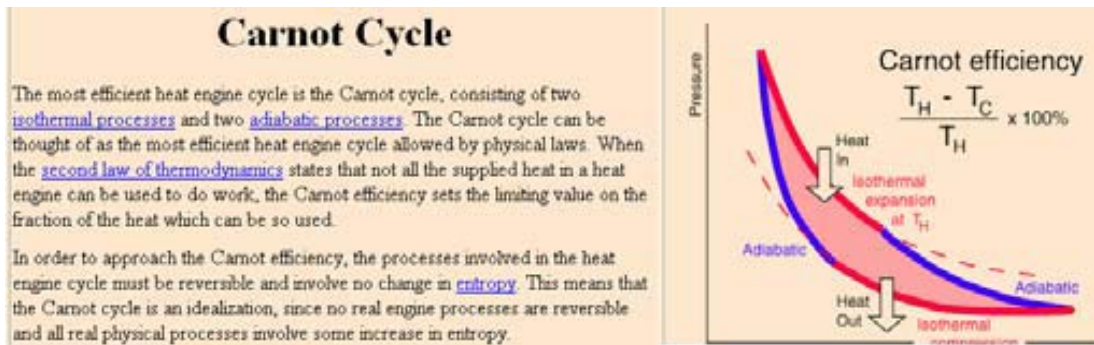 Carnot Cycle
The most efficient heat engine cycle is the Carnot cycle, consisting of two
isothermal processes and two adiabatic processes. The Carnot cycle can be
thought of as the most efficient heat engine cycle allowed by physical laws. When
the second law of thermodynamics states that not all the supplied heat in a heat
engine can be used to do work, the Carnot efficiency sets the limiting value on the
fraction of the heat which can be so used.
In order to approach the Carnot efficiency, the processes involved in the heat
engine cycle must be reversible and involve no change in entropy. This means that
the Carnot cycle is an idealization, since no real engine processes are reversible
and all real physical processes involve some increase in entropy.
Pressure
Carnot efficiency
T_H - T_C
x 100%
T_H
Heat
In
Isothermal
expansion
at T_H
Adiabatic
Adiabatic
Heat
Out
Isothermal